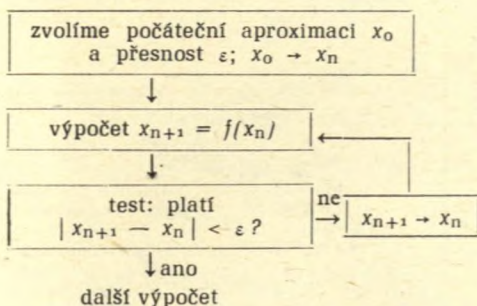 zvolíme počáteční aproximaci x₀
a přesnost ε; x₀ → xₙ
výpočet xₙ₊₁ = f(xₙ)
test: platí
| xₙ₊₁ − xₙ | < ε ?
ne
xₙ₊₁ → xₙ
ano
další výpočet